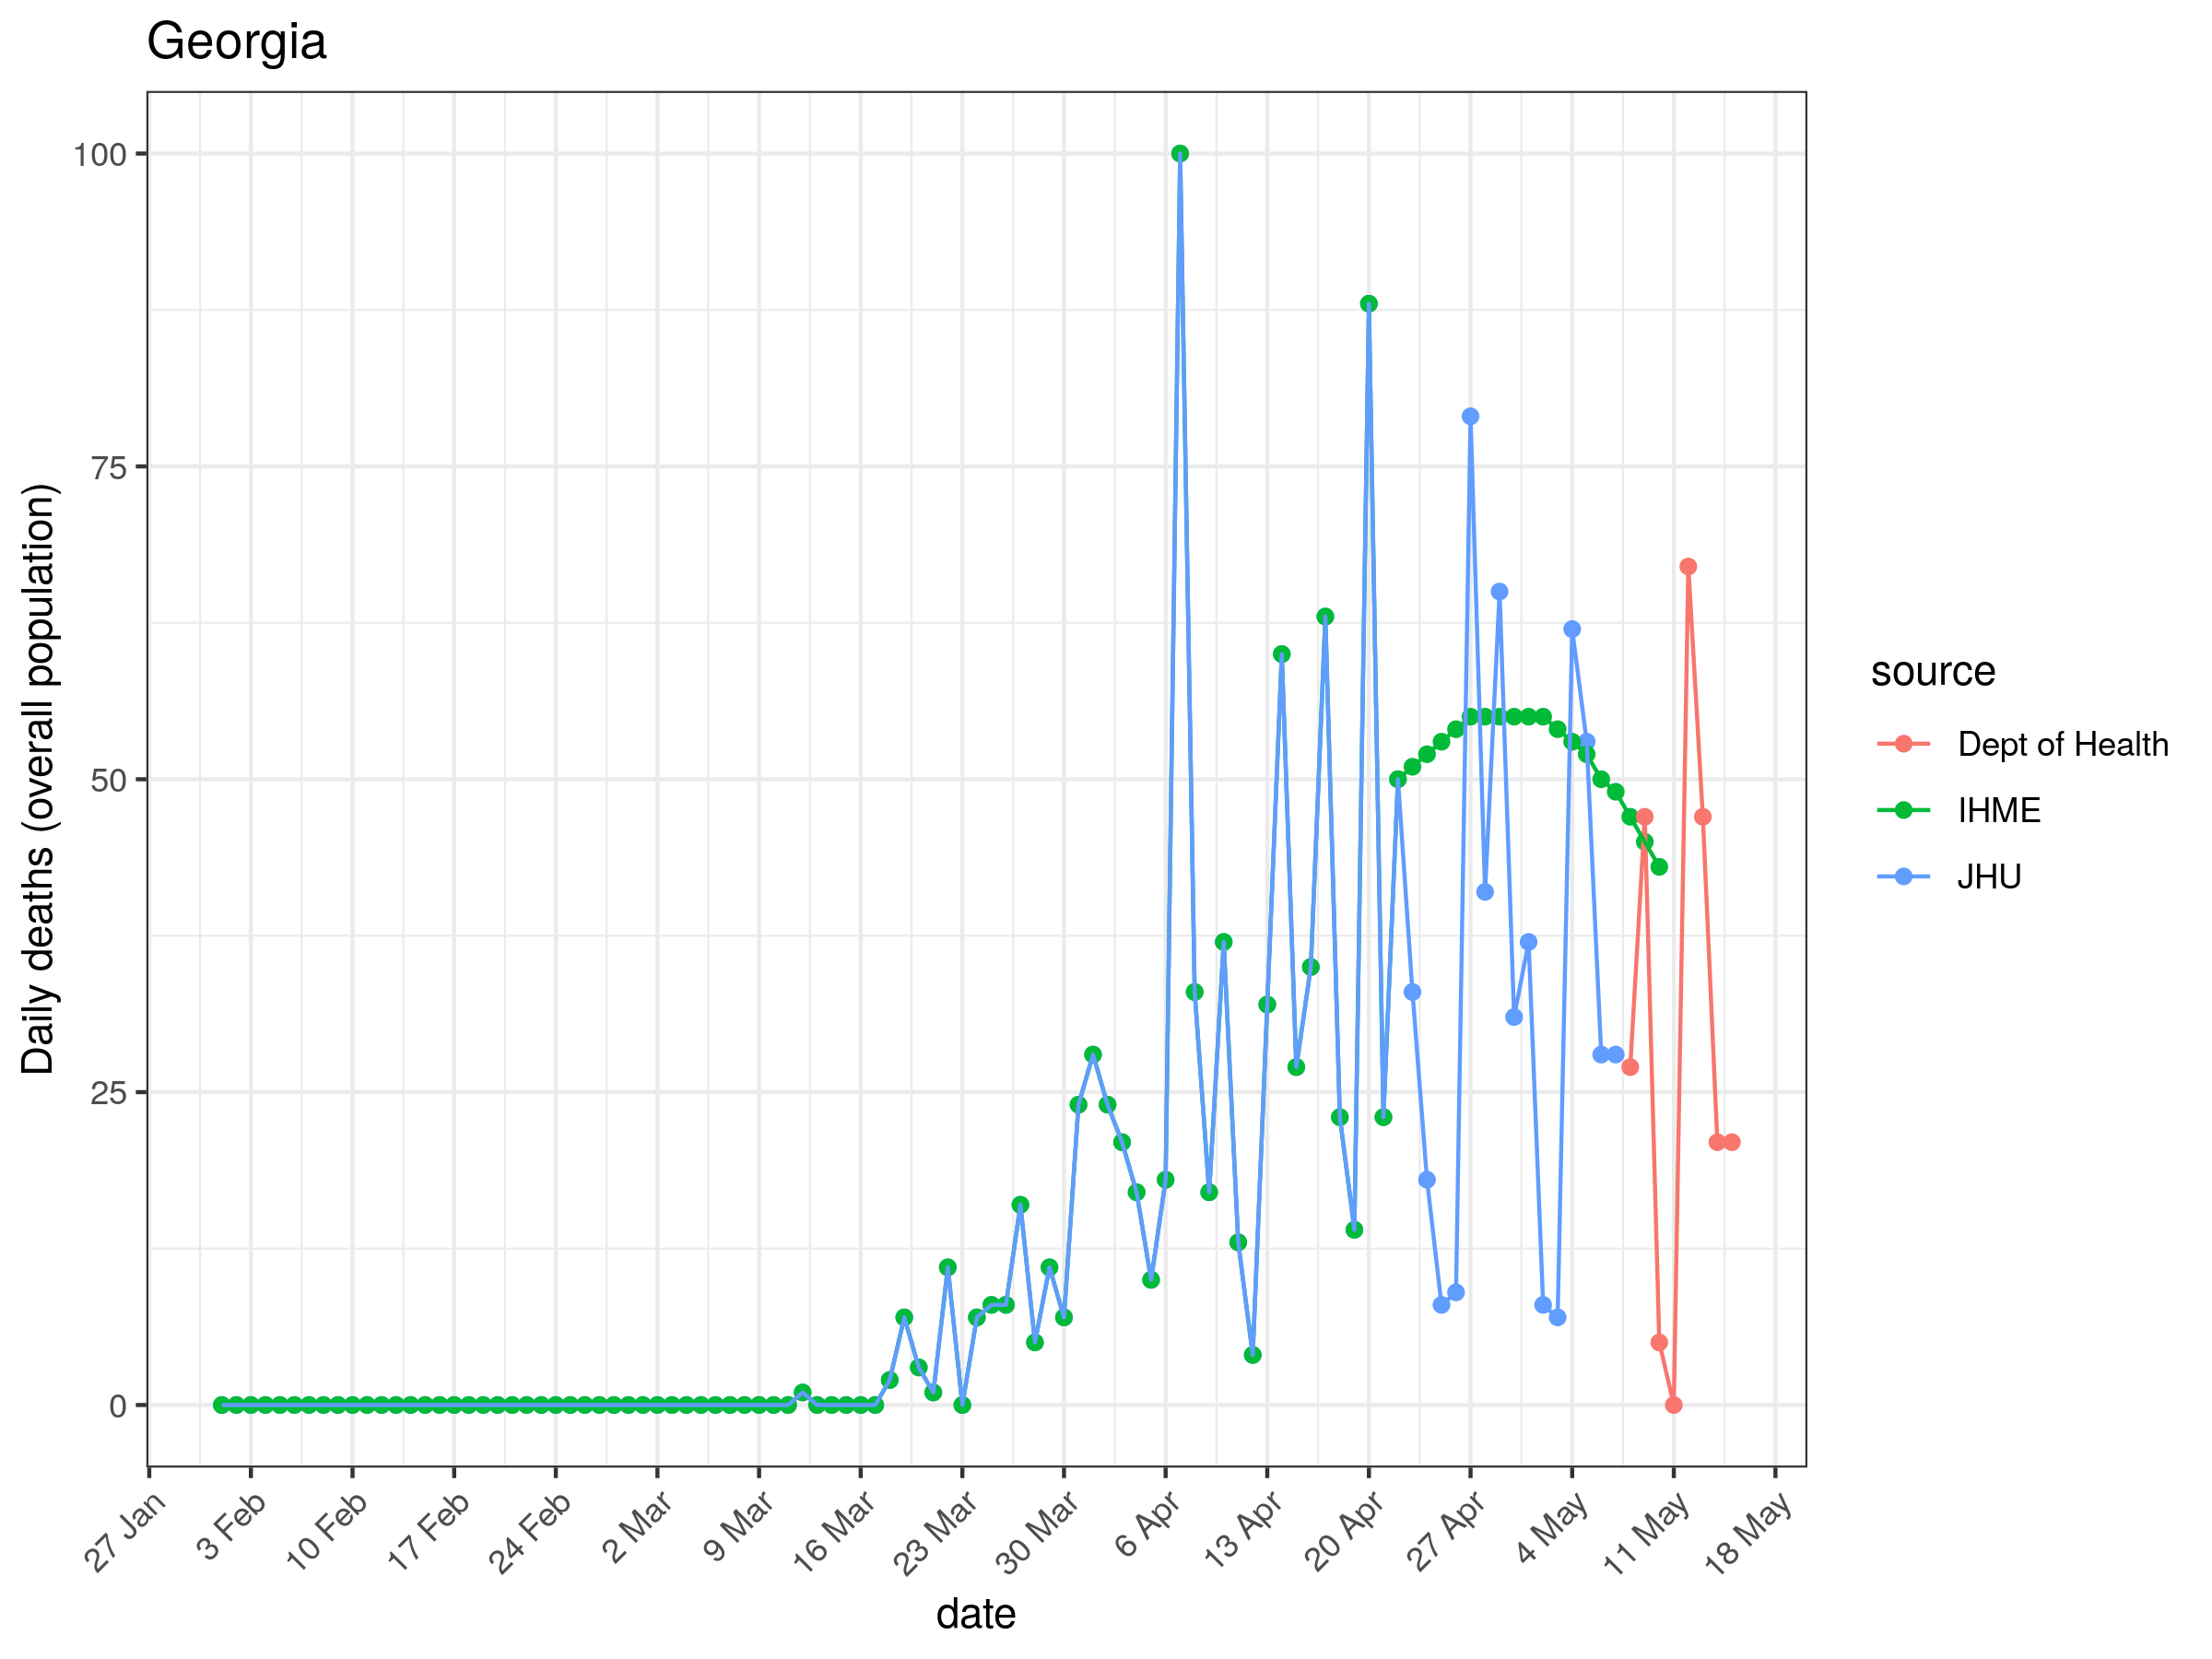 Georgia
Daily deaths (overall population)
100
75
50
25
0
27 Jan
3 Feb
10 Feb
17 Feb
24 Feb
2 Mar
9 Mar
16 Mar
23 Mar
30 Mar
6 Apr
13 Apr
20 Apr
27 Apr
4 May
11 May
18 May
date
source
Dept of Health
IHME
JHU